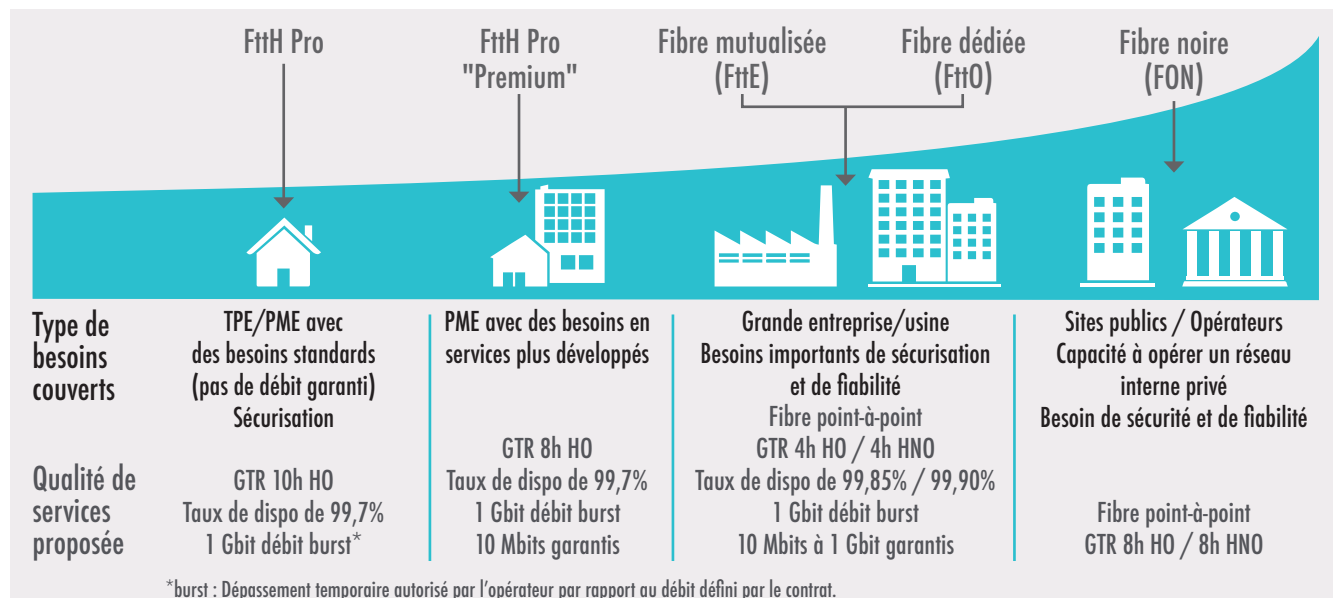 FttH Pro
FttH Pro
"Premium"
Fibre mutualisée
(FttE)
Fibre dédiée
(FttO)
Fibre noire
(FON)
Type de
besoins
couverts
TPE/PME avec
des besoins standards
(pas de débit garanti)
Sécurisation
PME avec des besoins en
services plus développés
Grande entreprise/usine
Besoins importants de sécurisation
et de fiabilité
Sites publics / Opérateurs
Capacité à opérer un réseau
interne privé
Besoin de sécurité et de fiabilité
Qualité de
services
proposée
GTR 10h HO
Taux de dispo de 99,7%
1 Gbit débit burst*
GTR 8h HO
Taux de dispo de 99,7%
1 Gbit débit burst
10 Mbits garantis
Fibre point-à-point
GTR 4h HO / 4h HNO
Taux de dispo de 99,85% / 99,90%
1 Gbit débit burst
10 Mbits à 1 Gbit garantis
Fibre point-à-point
GTR 8h HO / 8h HNO
*burst : Dépassement temporaire autorisé par l'opérateur par rapport au débit défini par le contrat.